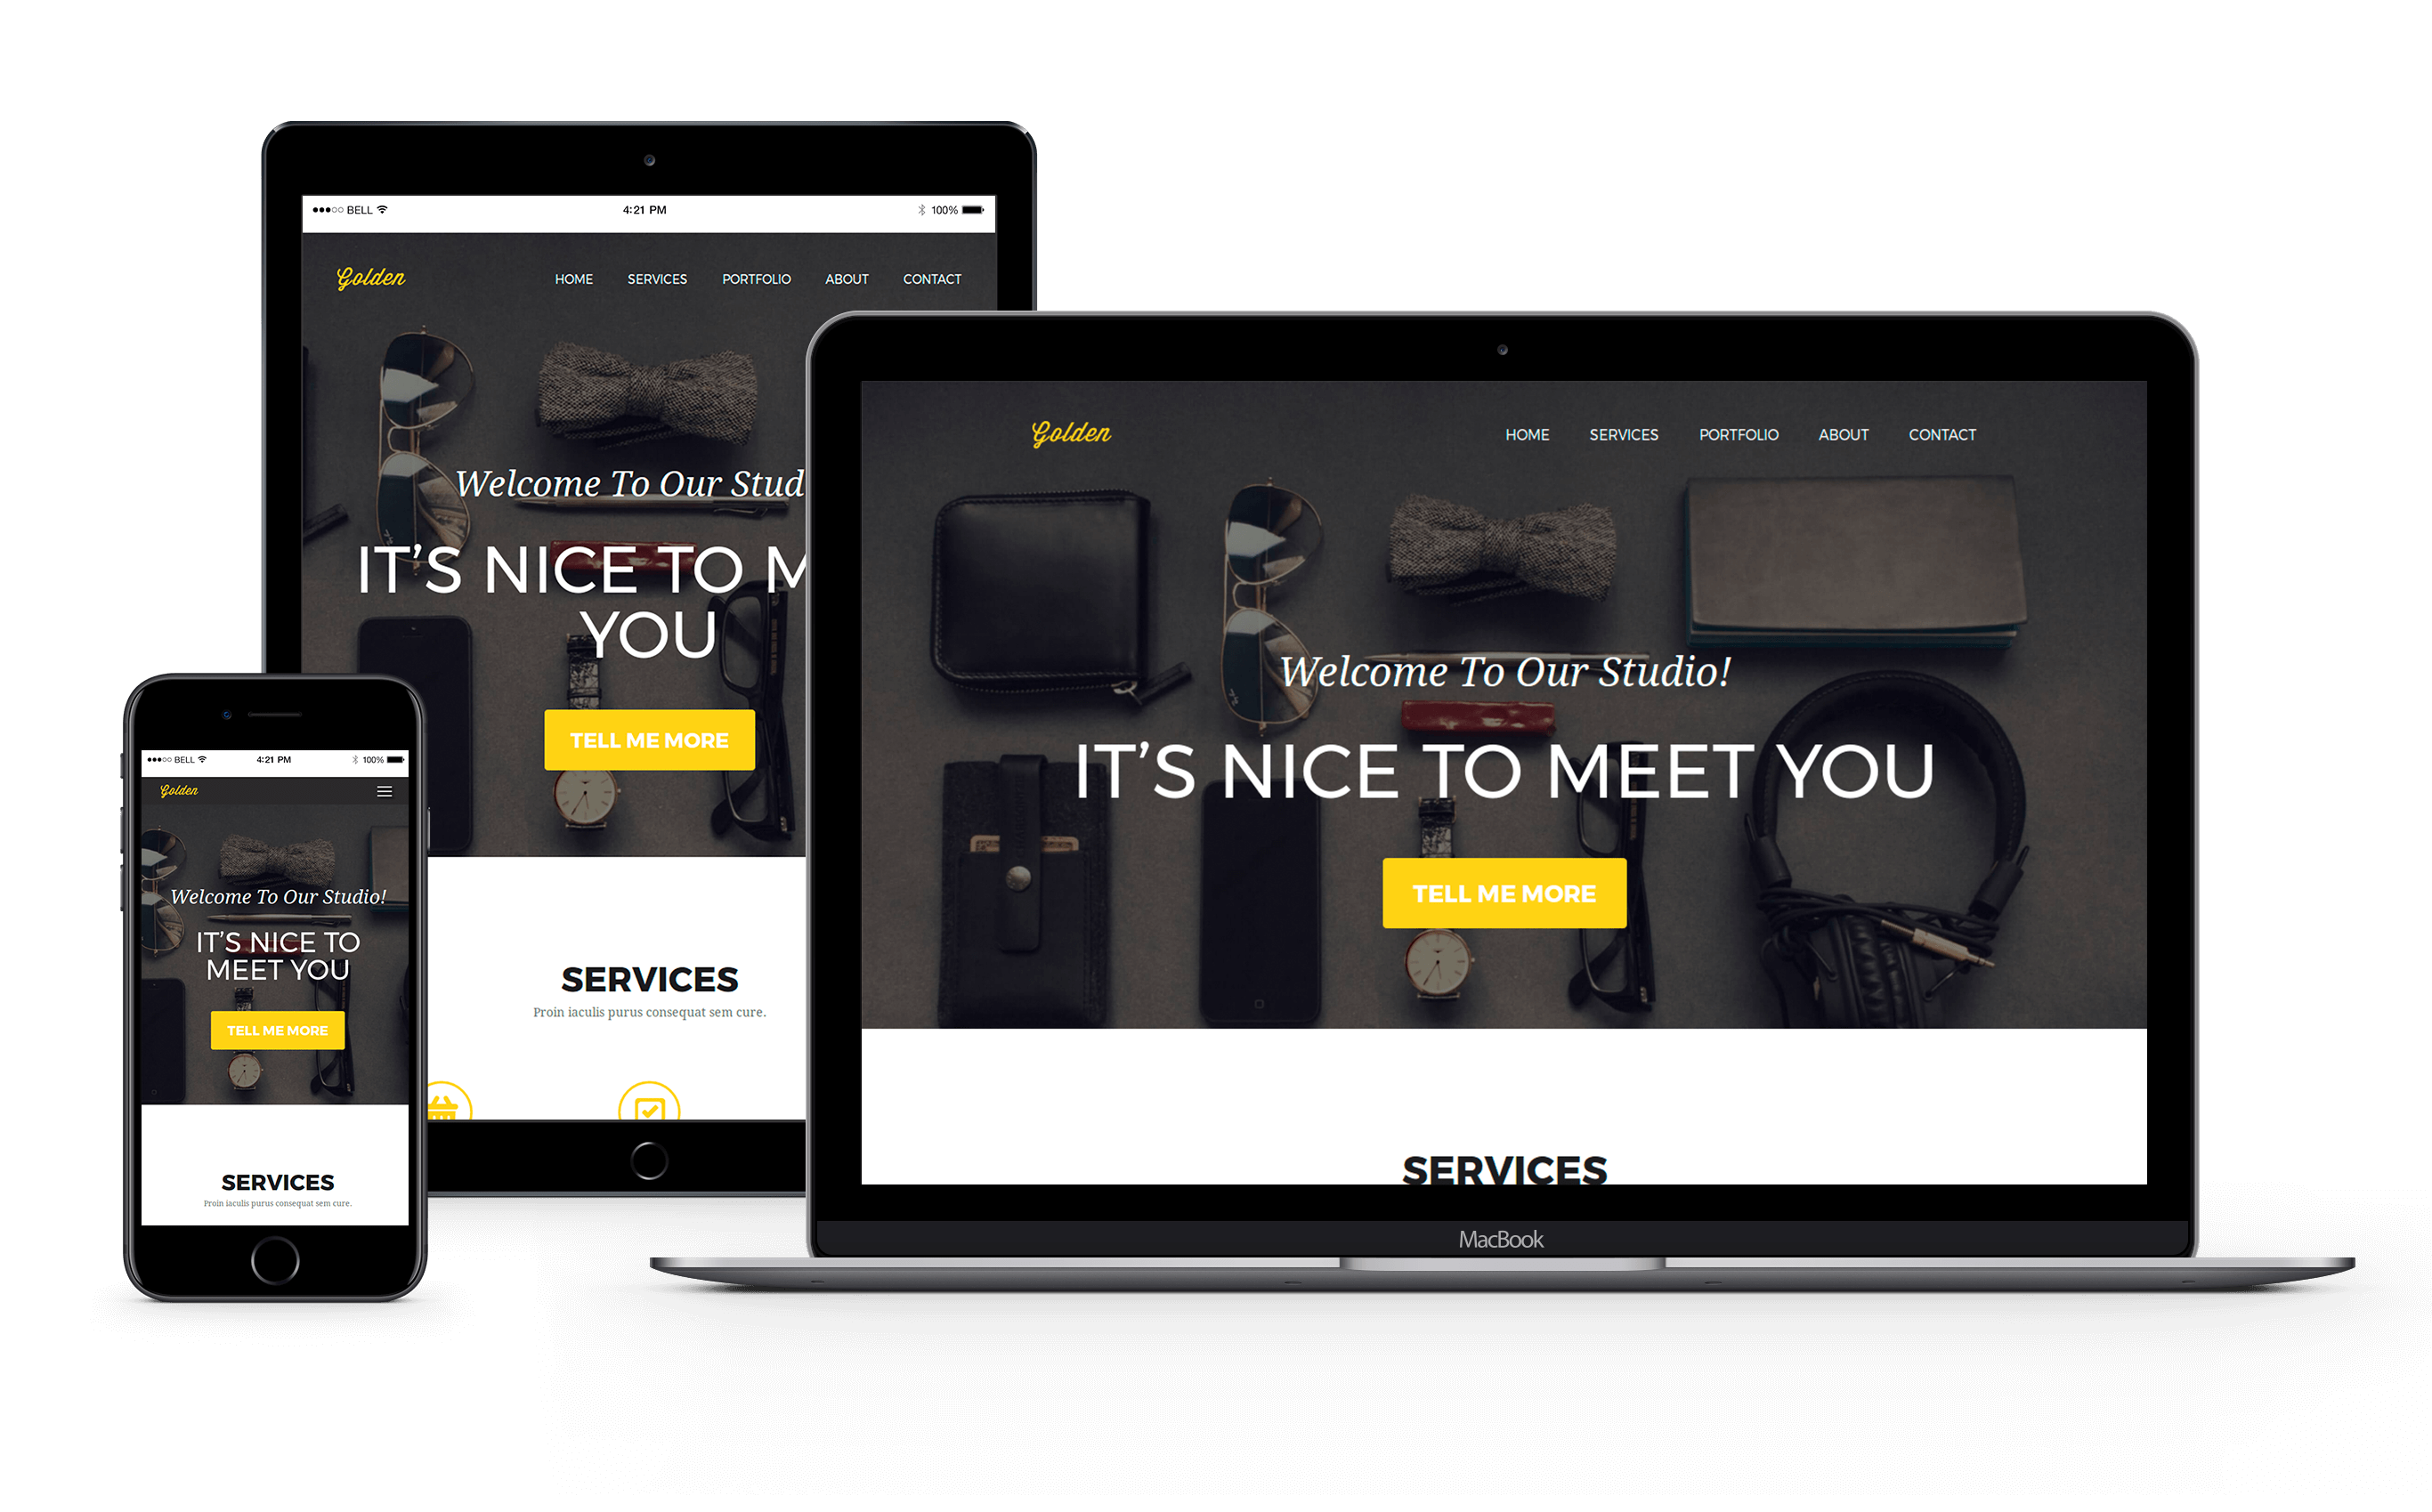 ●●●○○ BELL 4:21 PM 100%
Golden HOME SERVICES PORTFOLIO ABOUT CONTACT
Welcome To Our Stud
IT'S NICE TO M
YOU
TELL ME MORE
SERVICES
Proin iaculis purus consequat sem cure.
●●●○○ BELL 4:21 PM 100%
Golden
Welcome To Our Studio!
IT'S NICE TO
MEET YOU
TELL ME MORE
SERVICES
Proin iaculis purus consequat sem cure.
Golden HOME SERVICES PORTFOLIO ABOUT CONTACT
Welcome To Our Studio!
IT'S NICE TO MEET YOU
TELL ME MORE
SERVICES
MacBook